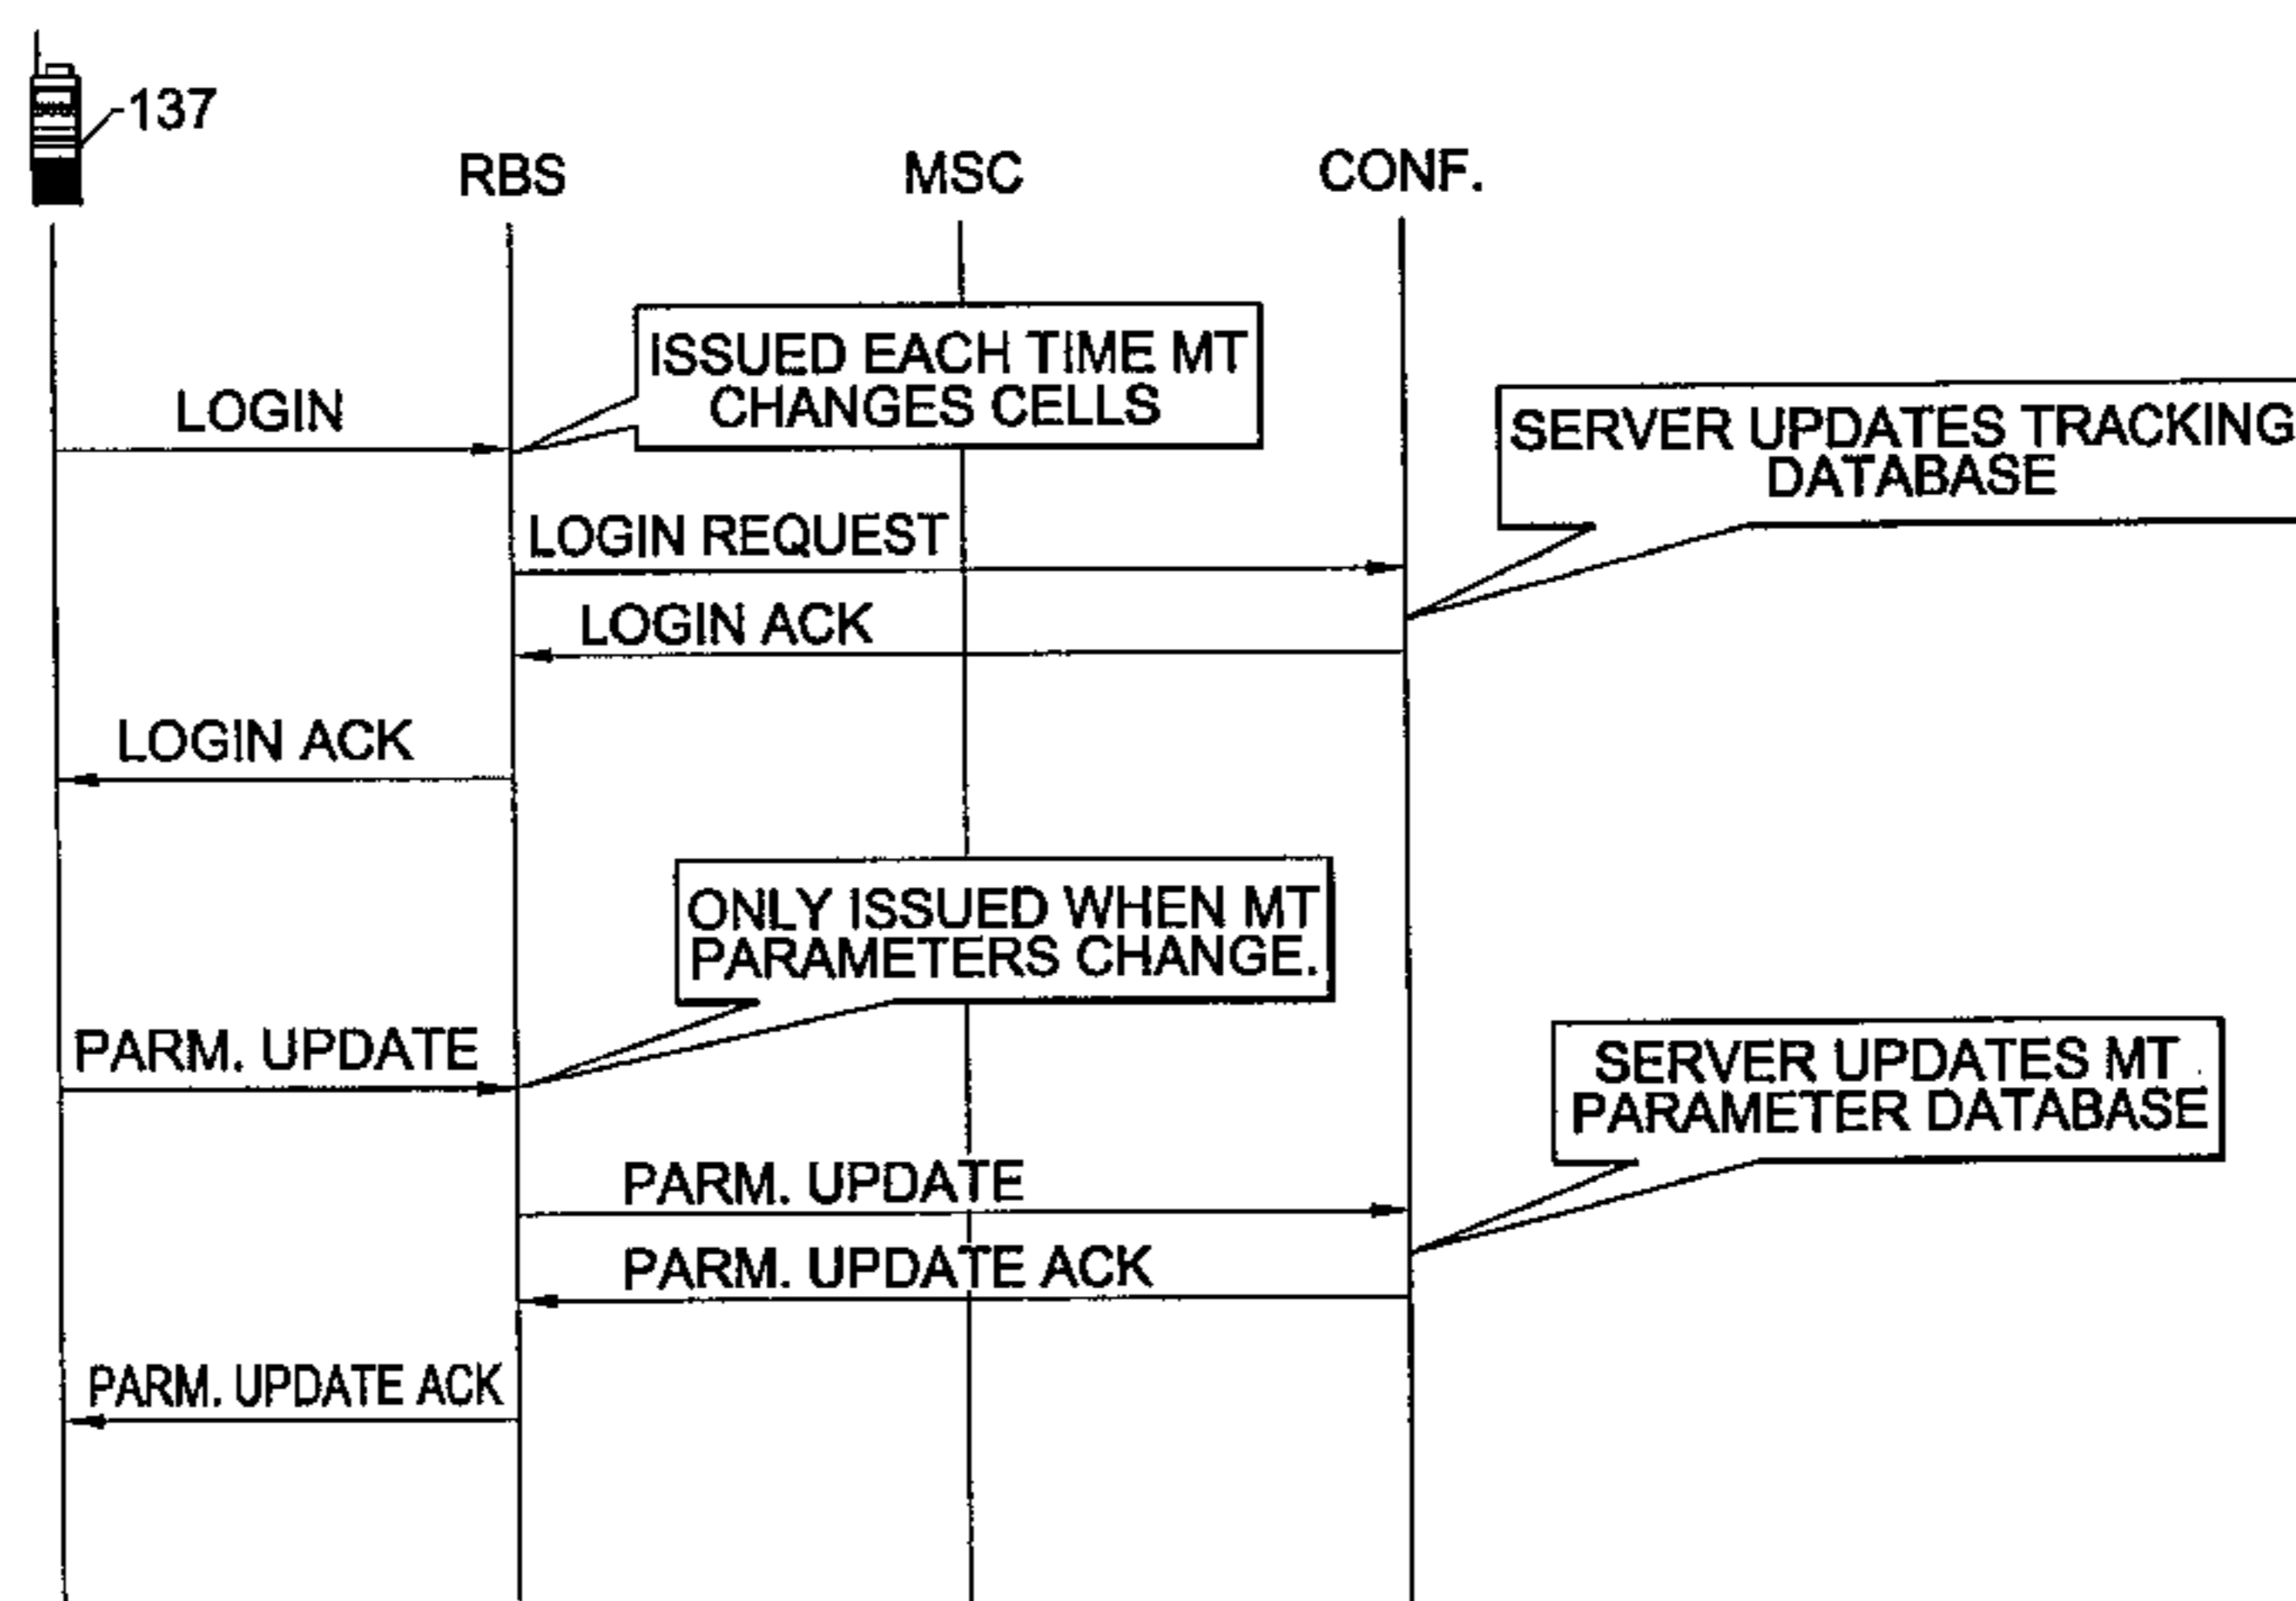 137
RBS
MSC
CONF.
ISSUED EACH TIME MT
CHANGES CELLS
LOGIN
SERVER UPDATES TRACKING
DATABASE
LOGIN REQUEST
LOGIN ACK
LOGIN ACK
ONLY ISSUED WHEN MT
PARAMETERS CHANGE.
PARM. UPDATE
SERVER UPDATES MT
PARAMETER DATABASE
PARM. UPDATE
PARM. UPDATE ACK
PARM. UPDATE ACK